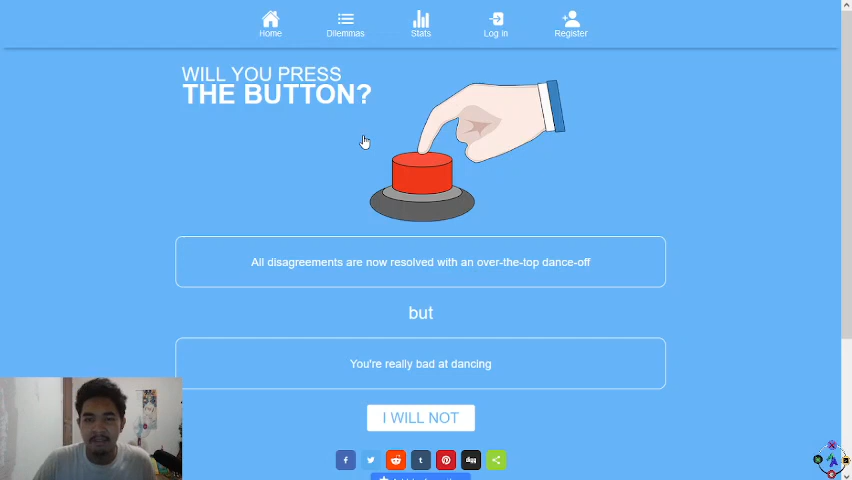 Home
Dilemmas
Stats
Log in
Register
WILL YOU PRESS
THE BUTTON?
All disagreements are now resolved with an over-the-top dance-off
but
You're really bad at dancing
I WILL NOT
f
t
digg